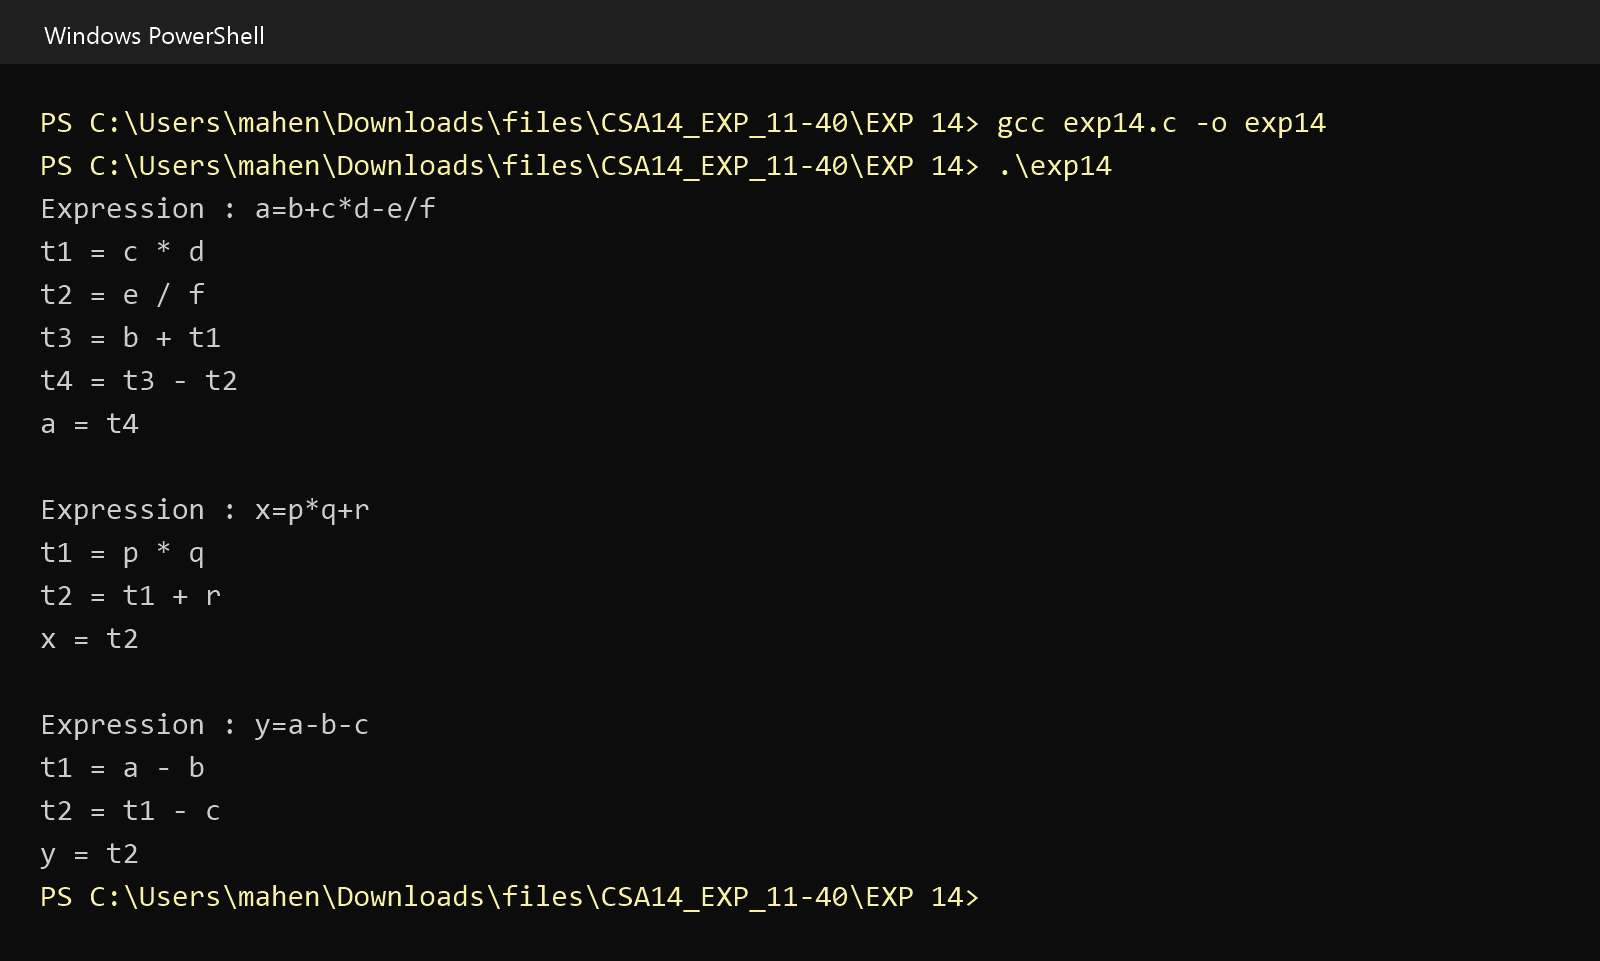 Windows PowerShell
PS C:\Users\mahen\Downloads\files\CSA14_EXP_11-40\EXP 14> gcc exp14.c -o exp14
PS C:\Users\mahen\Downloads\files\CSA14_EXP_11-40\EXP 14> .\exp14
Expression : a=b+c*d-e/f
t1 = c * d
t2 = e / f
t3 = b + t1
t4 = t3 - t2
a = t4
Expression : x=p*q+r
t1 = p * q
t2 = t1 + r
x = t2
Expression : y=a-b-c
t1 = a - b
t2 = t1 - c
y = t2
PS C:\Users\mahen\Downloads\files\CSA14_EXP_11-40\EXP 14>